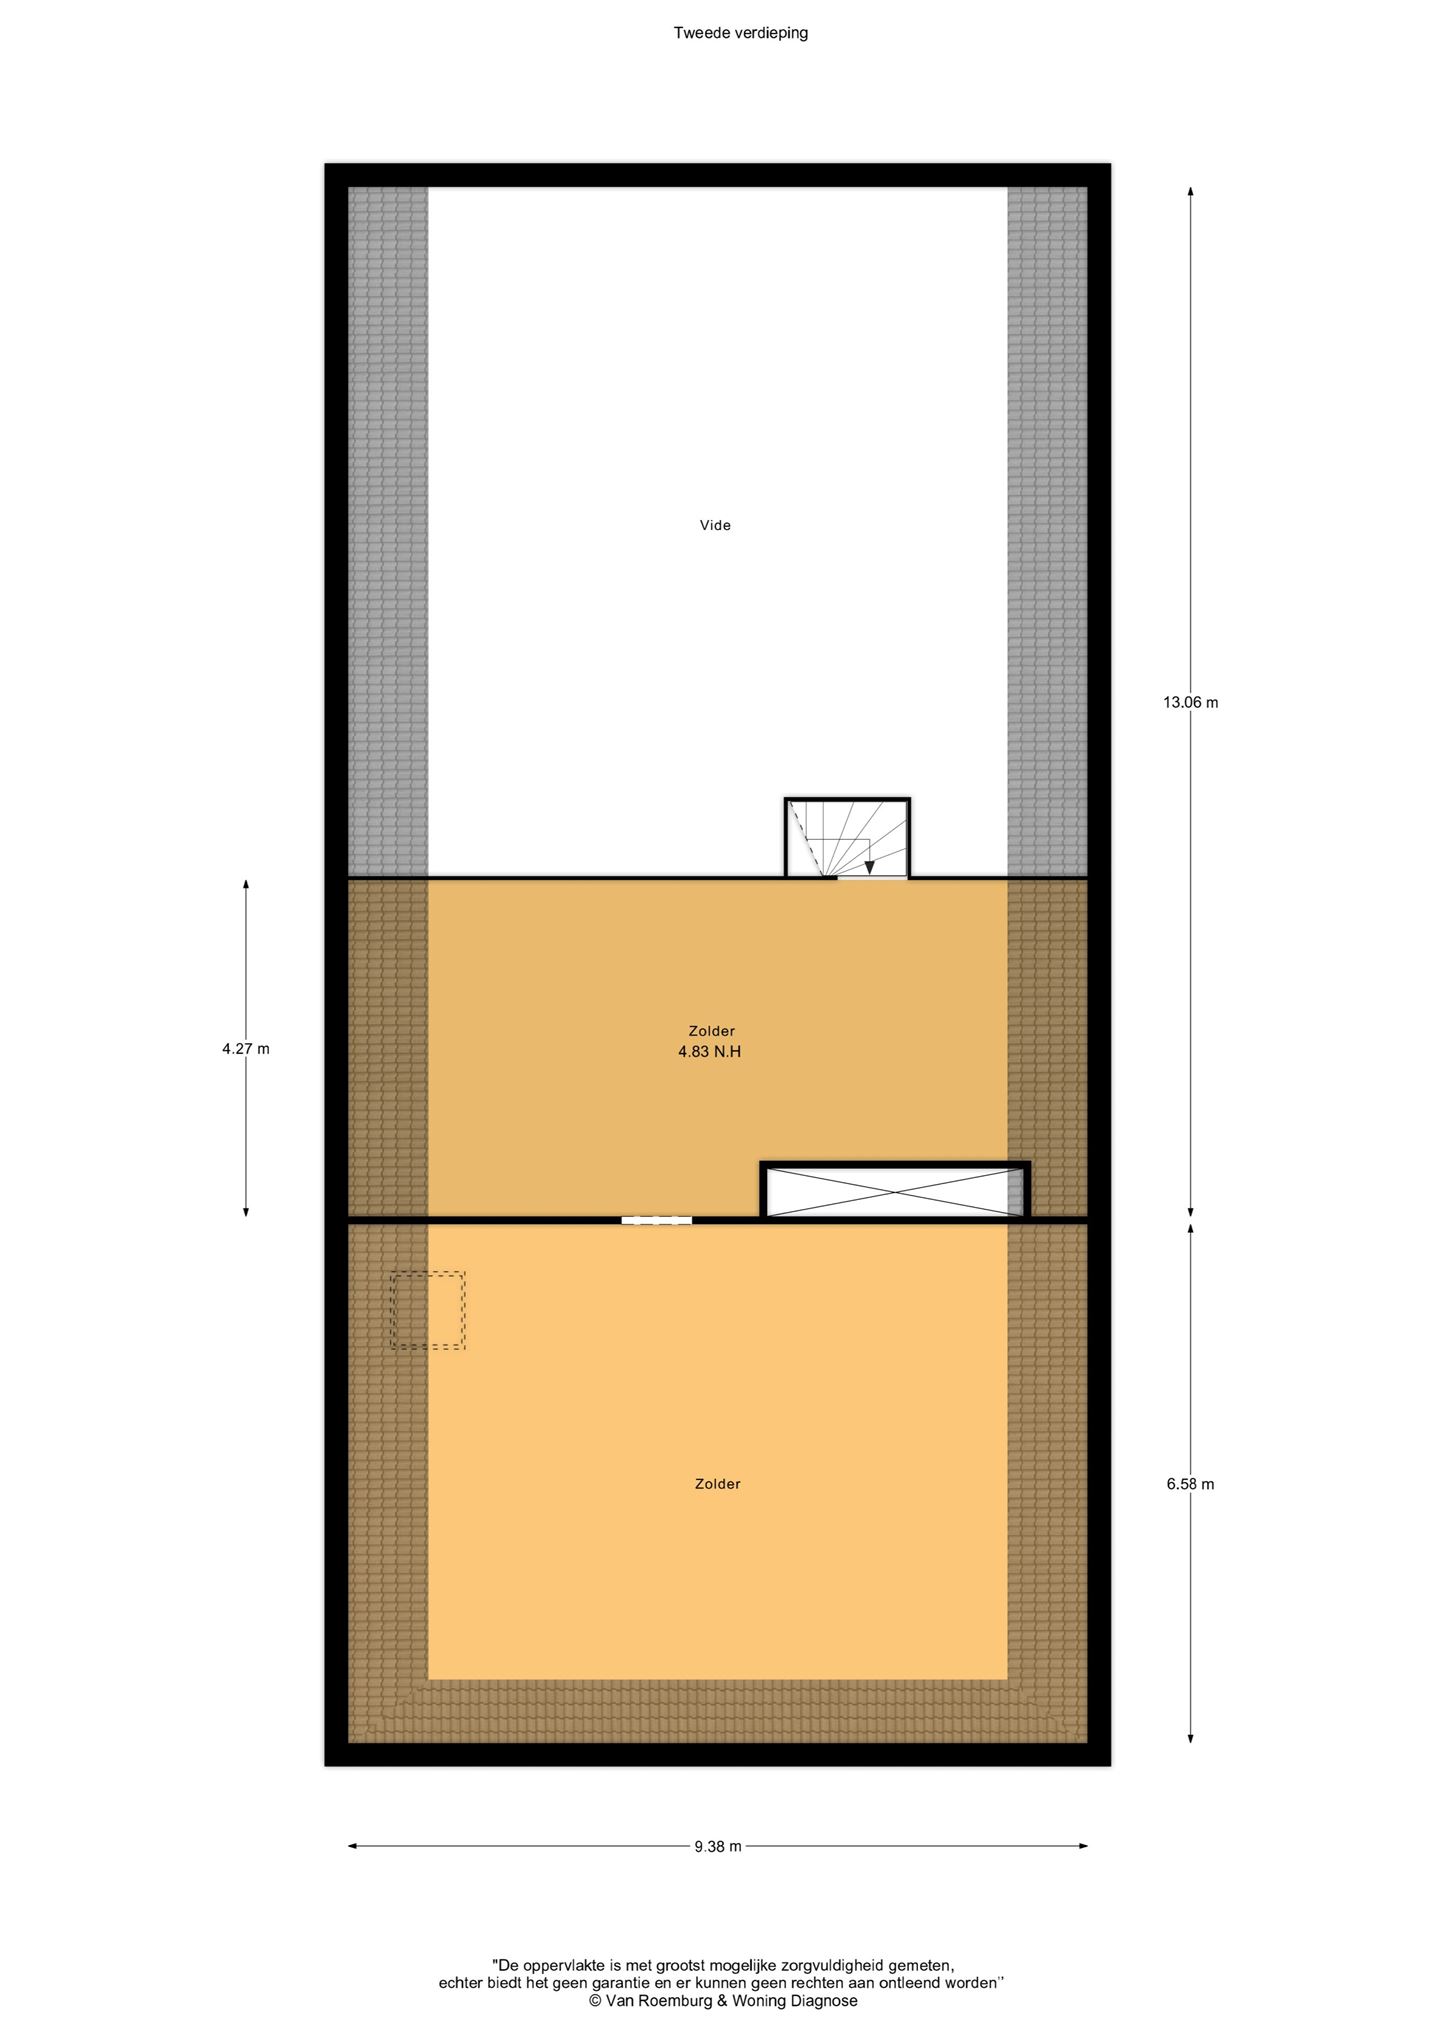 Tweede verdieping
Vide
13.06 m
Zolder
4.83 N.H
4.27 m
Zolder
6.58 m
9.38 m
"De oppervlakte is met grootst mogelijke zorgvuldigheid gemeten,
echter biedt het geen garantie en er kunnen geen rechten aan ontleend worden''
© Van Roemburg & Woning Diagnose